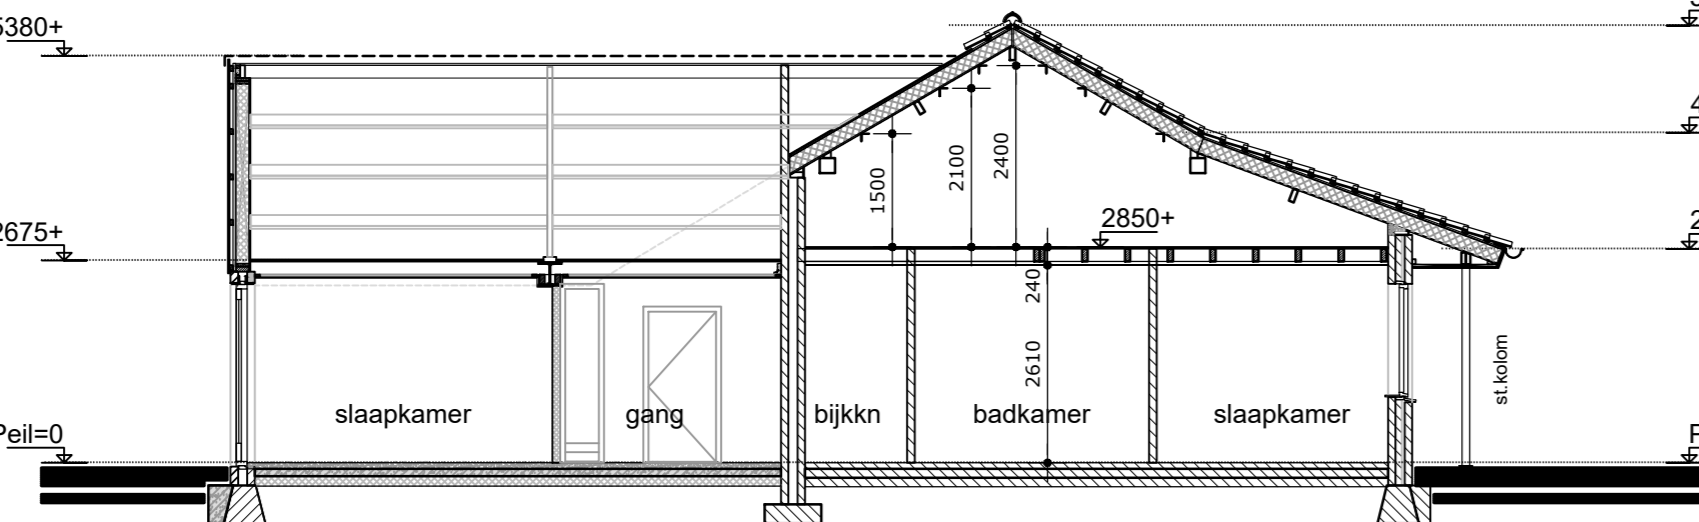 5380+
2675+
Peil=0
1500
2100
2400
2850+
240
2610
slaapkamer
gang
bijkkn
badkamer
slaapkamer
st.kolom